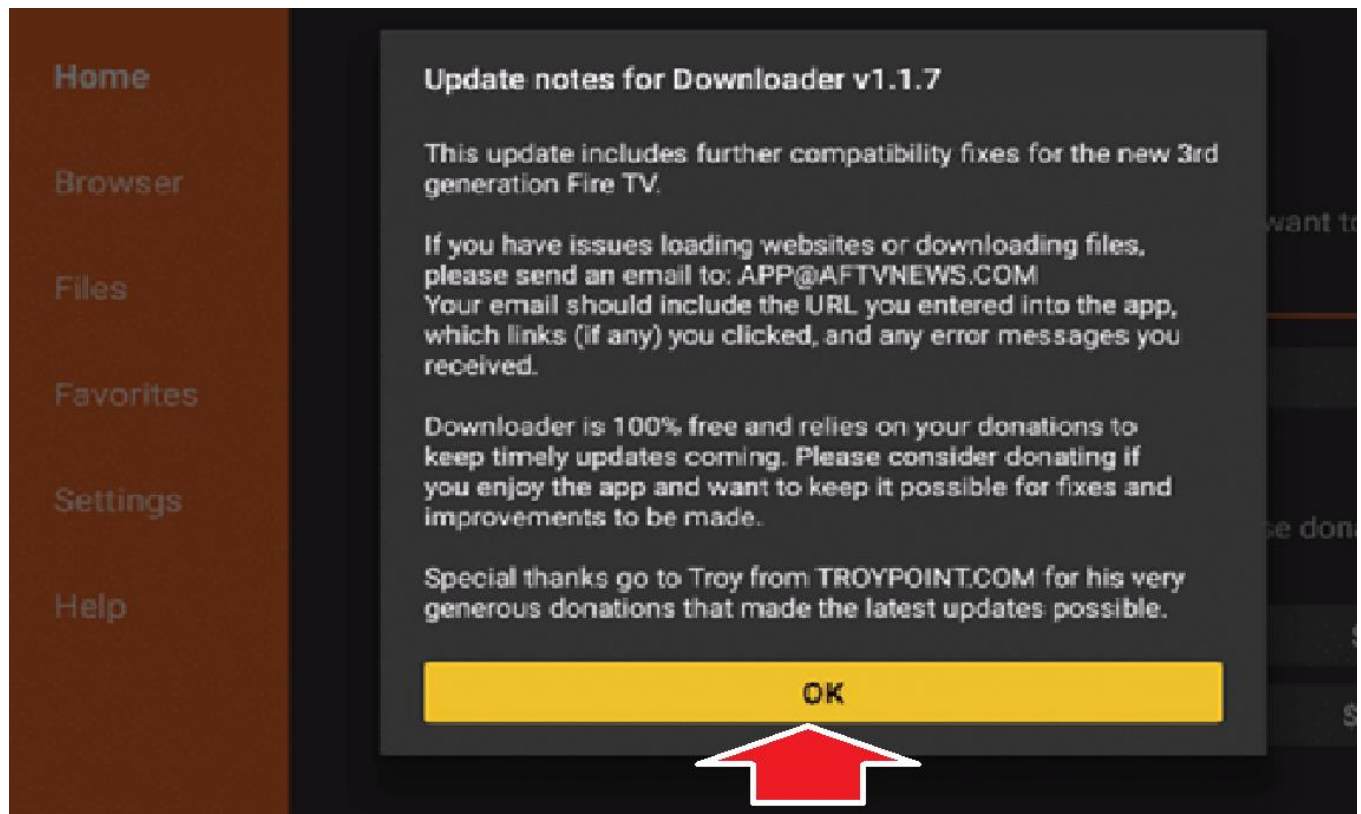 Home
Browser
Files
Favorites
Settings
Help
Update notes for Downloader v1.1.7
This update includes further compatibility fixes for the new 3rd
generation Fire TV.
If you have issues loading websites or downloading files,
please send an email to: APP@AFTVNEWS.COM
Your email should include the URL you entered into the app,
which links (if any) you clicked, and any error messages you
received.
Downloader is 100% free and relies on your donations to
keep timely updates coming. Please consider donating if
you enjoy the app and want to keep it possible for fixes and
improvements to be made.
Special thanks go to Troy from TROYPOINT.COM for his very
generous donations that made the latest updates possible.
OK
want to
$
$